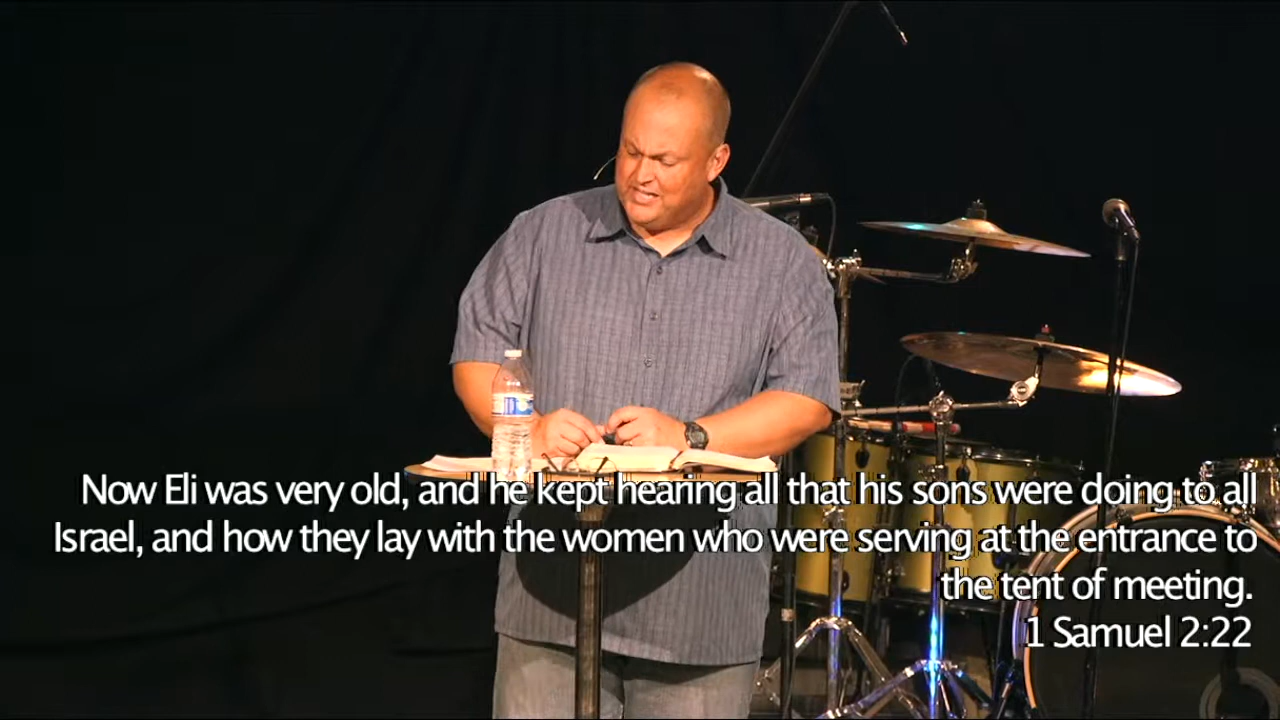 Now Eli was very old, and he kept hearing all that his sons were doing to all
Israel, and how they lay with the women who were serving at the entrance to
the tent of meeting.
1 Samuel 2:22